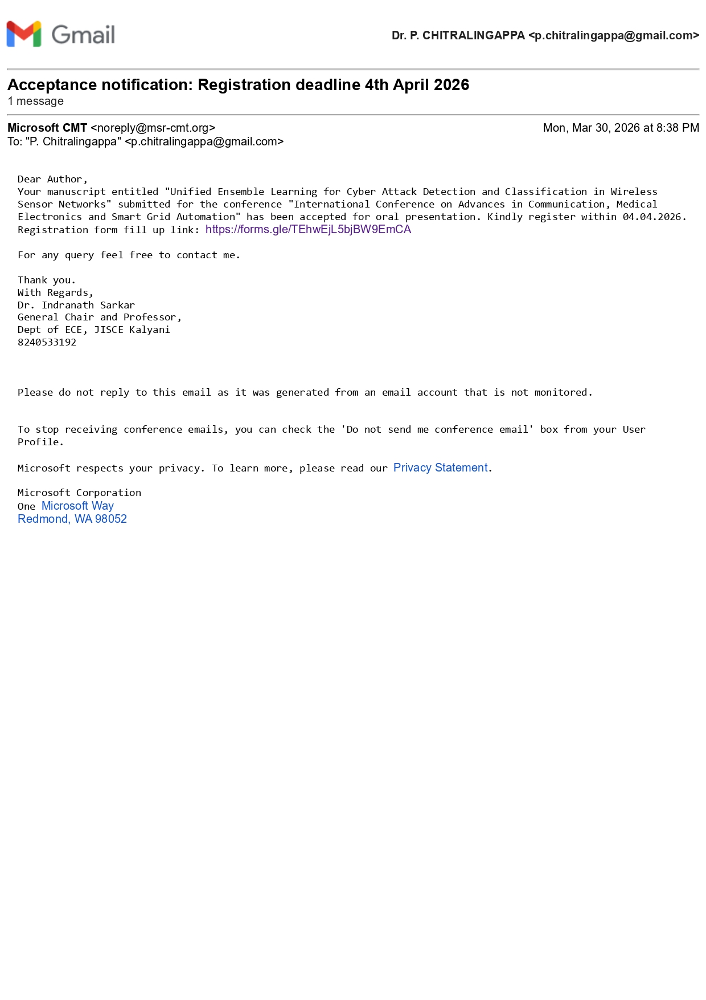 Gmail
Dr. P. CHITRALINGAPPA <p.chitralingappa@gmail.com>
Acceptance notification: Registration deadline 4th April 2026
1 message
Microsoft CMT <noreply@msr-cmt.org>
Mon, Mar 30, 2026 at 8:38 PM
To: "P. Chitralingappa" <p.chitralingappa@gmail.com>
Dear Author,
Your manuscript entitled "Unified Ensemble Learning for Cyber Attack Detection and Classification in Wireless
Sensor Networks" submitted for the conference "International Conference on Advances in Communication, Medical
Electronics and Smart Grid Automation" has been accepted for oral presentation. Kindly register within 04.04.2026.
Registration form fill up link: https://forms.gle/TEhwEjL5bjBW9EmCA
For any query feel free to contact me.
Thank you.
With Regards,
Dr. Indranath Sarkar
General Chair and Professor,
Dept of ECE, JISCE Kalyani
8240533192
Please do not reply to this email as it was generated from an email account that is not monitored.
To stop receiving conference emails, you can check the 'Do not send me conference email' box from your User
Profile.
Microsoft respects your privacy. To learn more, please read our Privacy Statement.
Microsoft Corporation
One Microsoft Way
Redmond, WA 98052